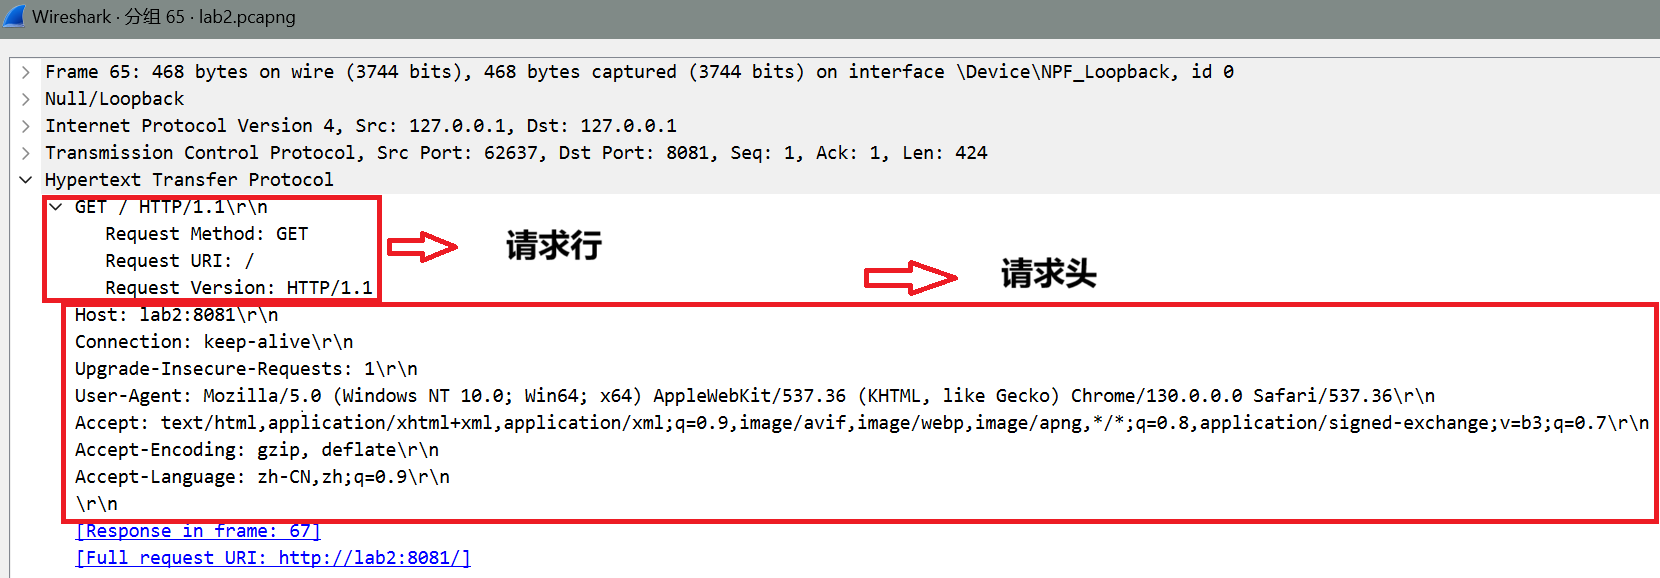 Wireshark · 分组 65 · lab2.pcapng
Frame 65: 468 bytes on wire (3744 bits), 468 bytes captured (3744 bits) on interface \Device\NPF_Loopback, id 0
Null/Loopback
Internet Protocol Version 4, Src: 127.0.0.1, Dst: 127.0.0.1
Transmission Control Protocol, Src Port: 62637, Dst Port: 8081, Seq: 1, Ack: 1, Len: 424
Hypertext Transfer Protocol
GET / HTTP/1.1\r\n
Request Method: GET
请求行
Request URI: /
请求头
Request Version: HTTP/1.1
Host: lab2:8081\r\n
Connection: keep-alive\r\n
Upgrade-Insecure-Requests: 1\r\n
User-Agent: Mozilla/5.0 (Windows NT 10.0; Win64; x64) AppleWebKit/537.36 (KHTML, like Gecko) Chrome/130.0.0.0 Safari/537.36\r\n
Accept: text/html,application/xhtml+xml,application/xml;q=0.9,image/avif,image/webp,image/apng,*/*;q=0.8,application/signed-exchange;v=b3;q=0.7\r\n
Accept-Encoding: gzip, deflate\r\n
Accept-Language: zh-CN,zh;q=0.9\r\n
\r\n
[Response in frame: 67]
[Full request URI: http://lab2:8081/]